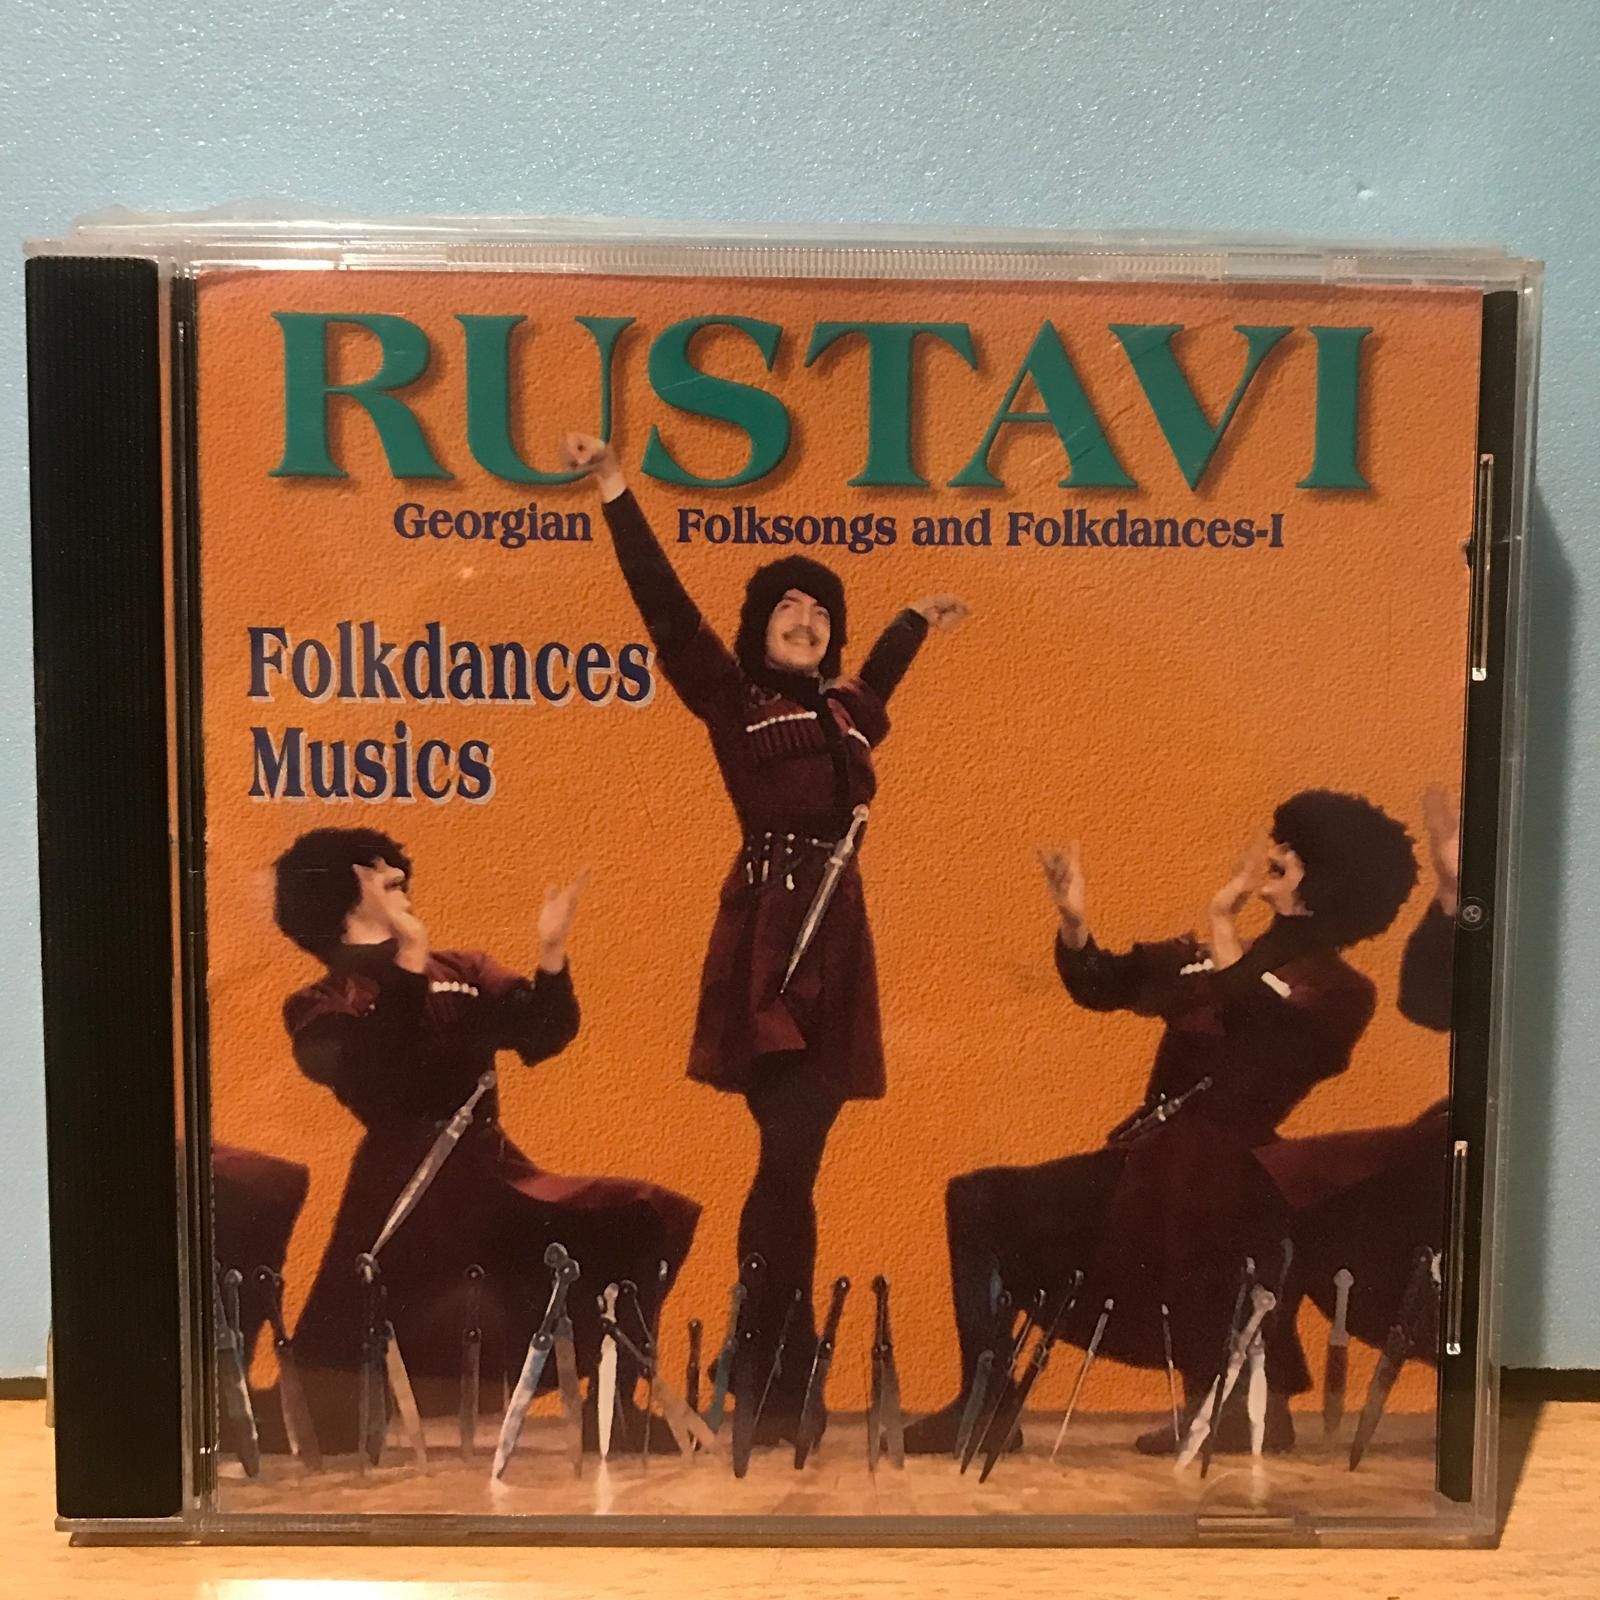 RUSTAVI
Georgian Folksongs and Folkdances-I
Folkdances
Musics